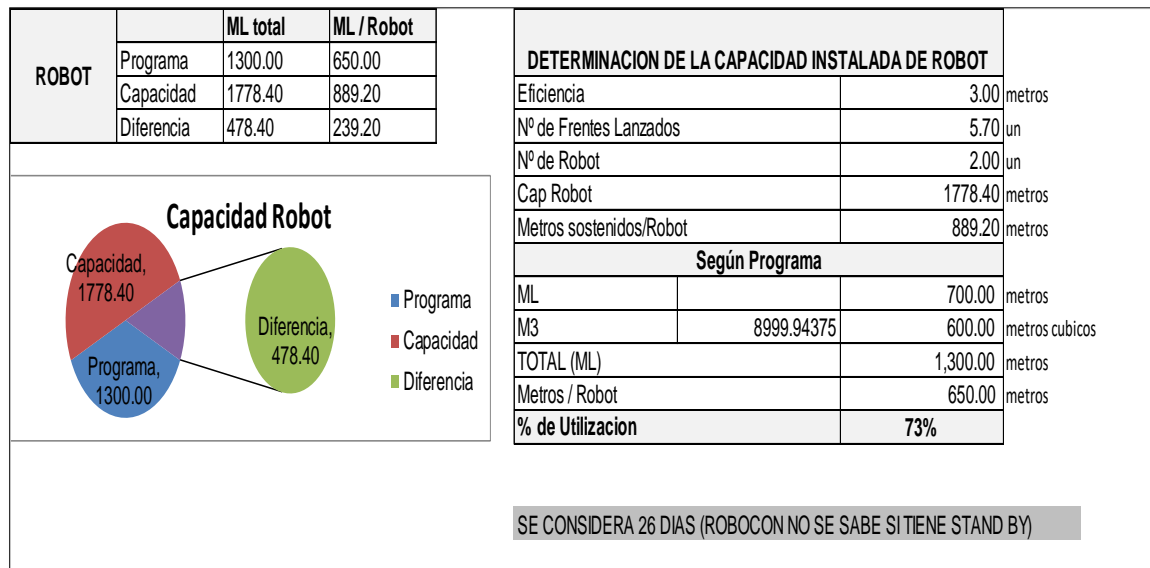 ML total ML / Robot
ROBOT
Programa 1300.00 650.00
Capacidad 1778.40 889.20
Diferencia 478.40 239.20
Capacidad Robot
Capacidad,
1778.40
Programa,
1300.00
Diferencia,
478.40
Programa
Capacidad
Diferencia
DETERMINACION DE LA CAPACIDAD INSTALADA DE ROBOT
Eficiencia 3.00 metros
Nº de Frentes Lanzados 5.70 un
Nº de Robot 2.00 un
Cap Robot 1778.40 metros
Metros sostenidos/Robot 889.20 metros
Según Programa
ML 700.00 metros
M3 8999.94375 600.00 metros cubicos
TOTAL (ML) 1,300.00 metros
Metros / Robot 650.00 metros
% de Utilizacion 73%
SE CONSIDERA 26 DIAS (ROBOCON NO SE SABE SI TIENE STAND BY)